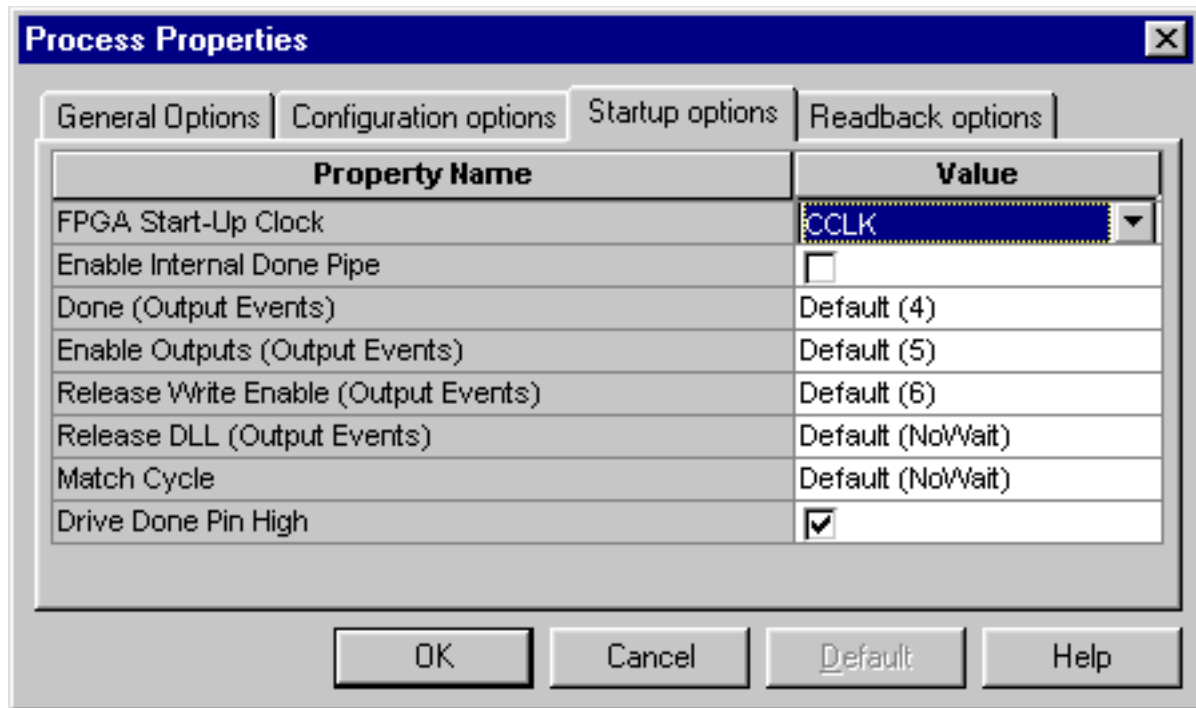 Process Properties
General Options Configuration options Startup options Readback options
Property Name Value
FPGA Start-Up Clock CCLK
Enable Internal Done Pipe
Done (Output Events) Default (4)
Enable Outputs (Output Events) Default (5)
Release Write Enable (Output Events) Default (6)
Release DLL (Output Events) Default (NoWait)
Match Cycle Default (NoWait)
Drive Done Pin High
OK Cancel Default Help